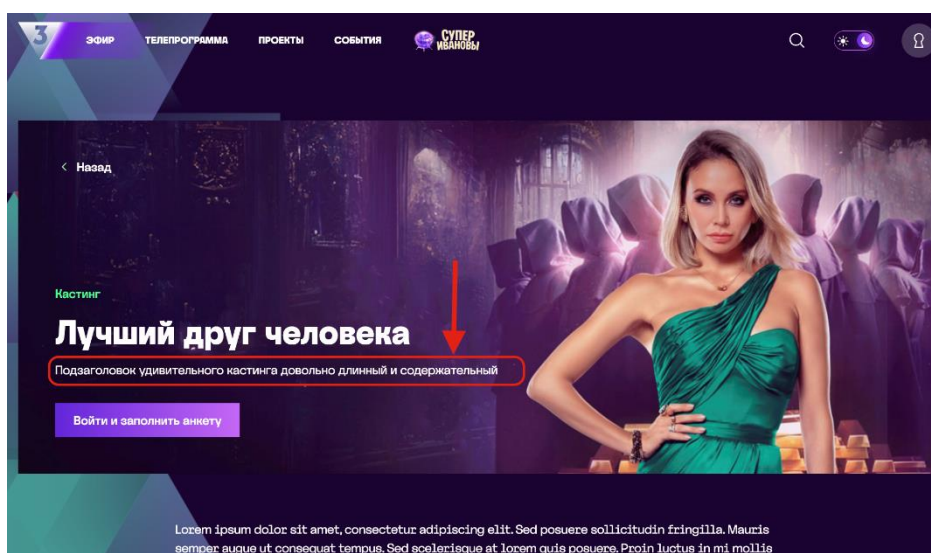 3
ЭФИР ТЕЛЕПРОГРАММА ПРОЕКТЫ СОБЫТИЯ СУПЕР ИВАНОВЫ
Назад
Кастинг
Лучший друг человека
Подзаголовок удивительного кастинга довольно длинный и содержательный
Войти и заполнить анкету
Lorem ipsum dolor sit amet, consectetur adipiscing elit. Sed posuere sollicitudin fringilla. Mauris
semper augue ut consequat tempus. Sed scelerisque at lorem quis posuere. Proin luctus in mi mollis